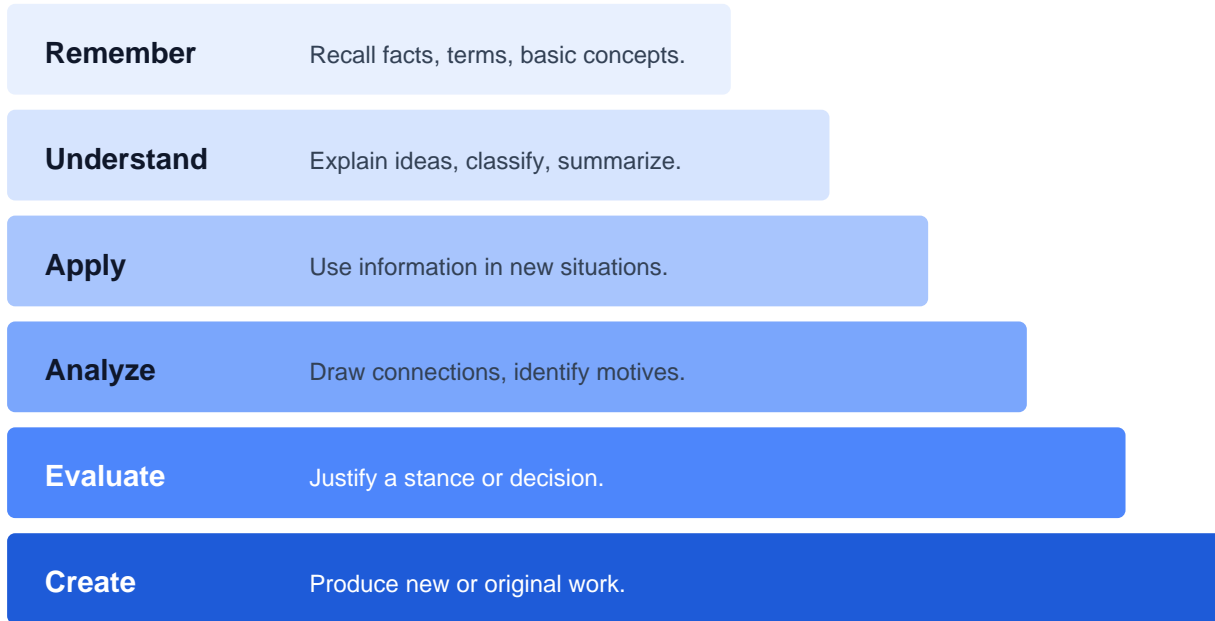 Remember Recall facts, terms, basic concepts.
Understand Explain ideas, classify, summarize.
Apply Use information in new situations.
Analyze Draw connections, identify motives.
Evaluate Justify a stance or decision.
Create Produce new or original work.